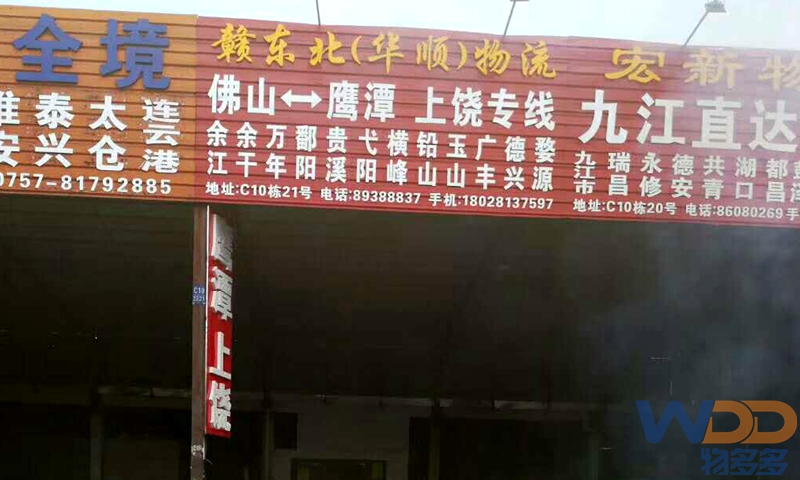 全境
淮 泰 太 连云港
安 兴 仓
0757-81792885
赣东北(华顺)物流
佛山↔鹰潭 上饶专线
余 余 万 鄱 贵 弋 横 铅 玉 广 德 婺
江 干 年 阳 溪 阳 峰 山 山 丰 兴 源
地址:C10栋21号 电话:89388837 手机:18028137597
宏新物
九江直达
九江市 瑞 永 德 共 湖 都
昌 修 安 青 口 昌
地址:C10栋20号 电话:86080269 手
鹰潭 上饶
C10
WDD
物多多